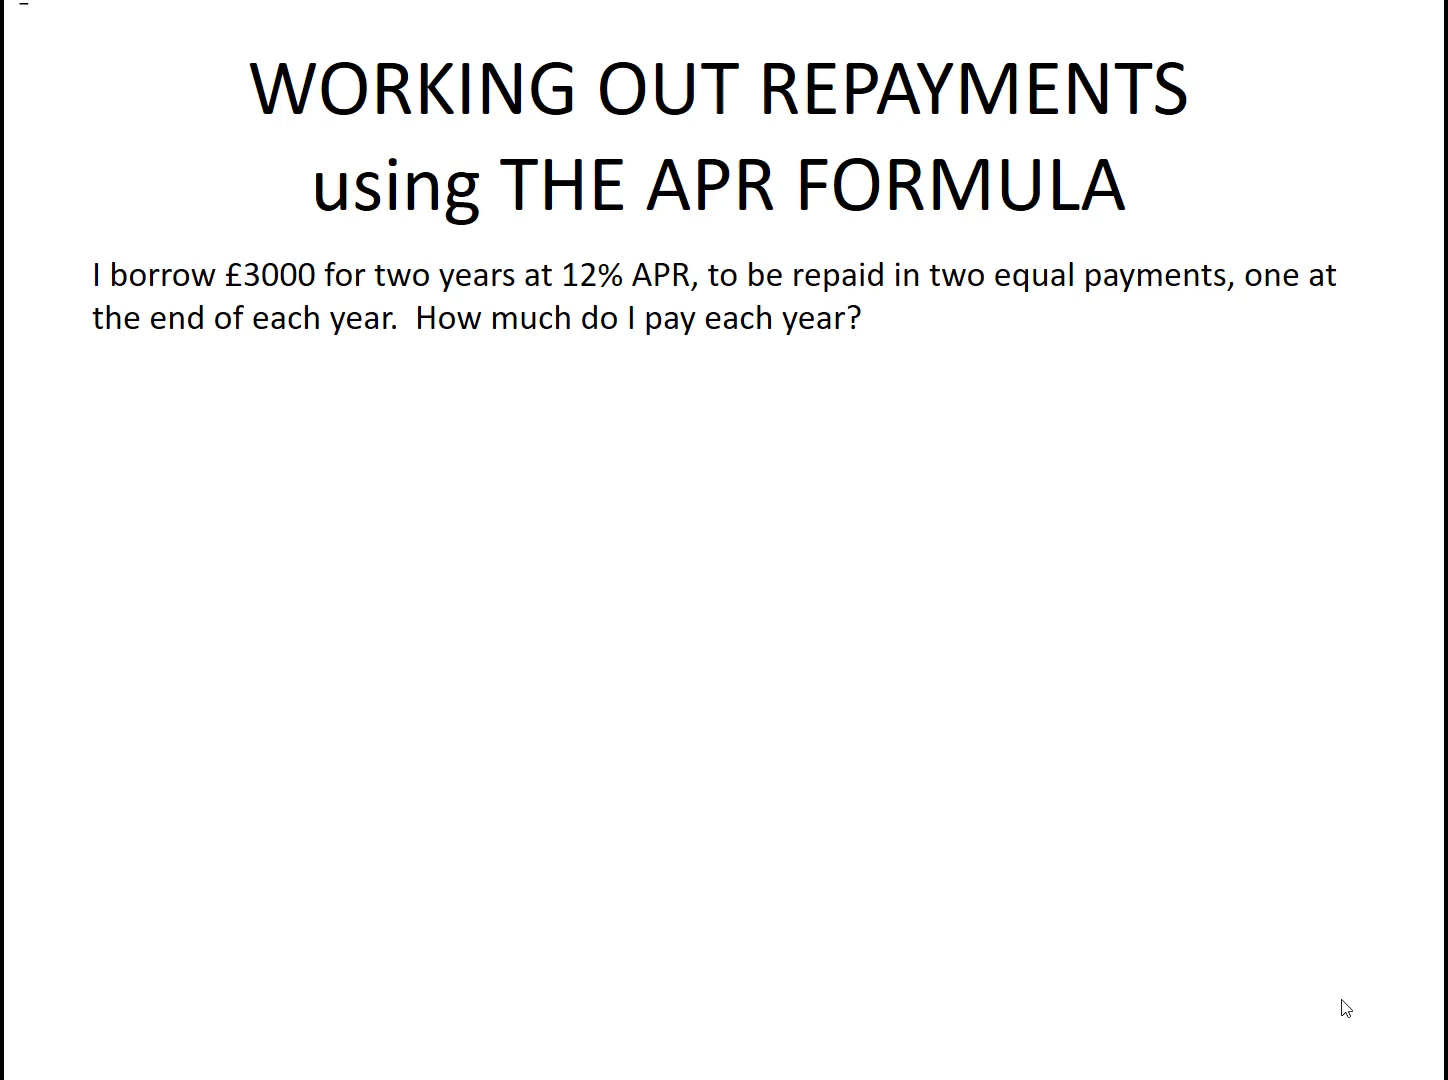 WORKING OUT REPAYMENTS
using THE APR FORMULA
I borrow £3000 for two years at 12% APR, to be repaid in two equal payments, one at
the end of each year.  How much do I pay each year?